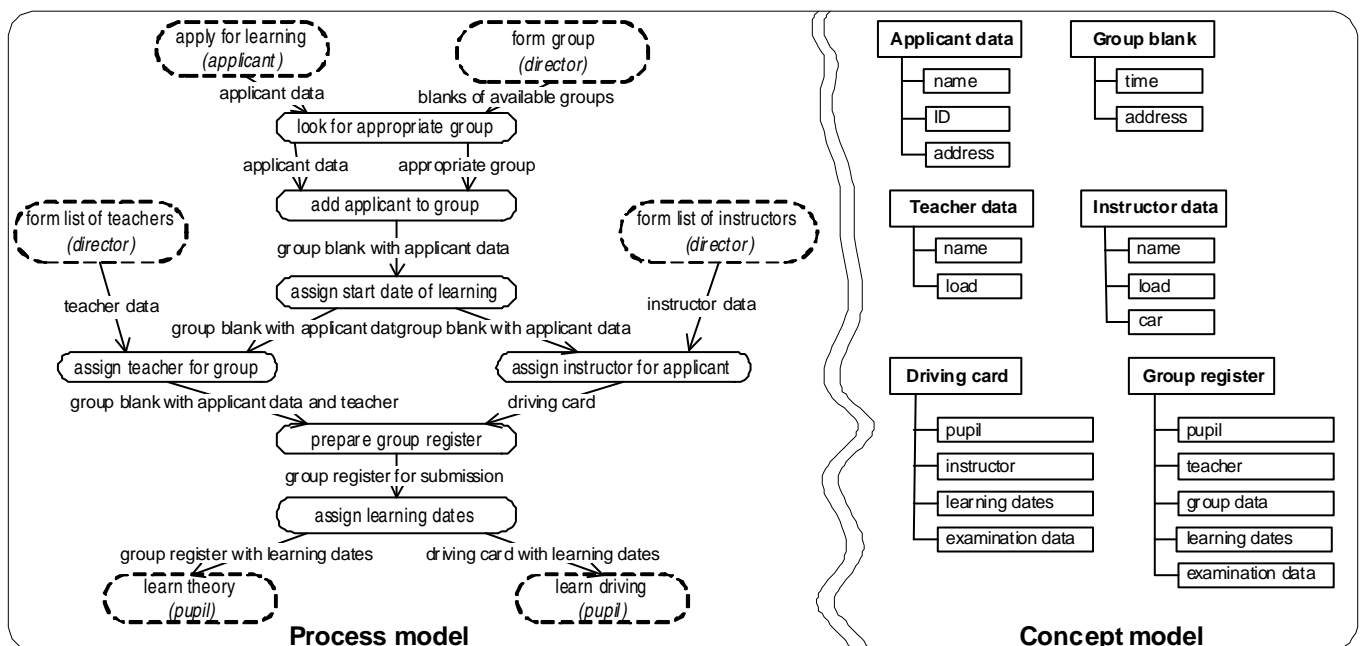 apply for learning
(applicant)
form group
(director)
applicant data
blanks of available groups
look for appropriate group
applicant data
appropriate group
add applicant to group
form list of teachers
(director)
form list of instructors
(director)
group blank with applicant data
assign start date of learning
teacher data
instructor data
group blank with applicant datgroup blank with applicant data
assign teacher for group
assign instructor for applicant
group blank with applicant data and teacher
driving card
prepare group register
group register for submission
assign learning dates
group register with learning dates
driving card with learning dates
learn theory
(pupil)
learn driving
(pupil)
Process model
Applicant data
name
ID
address
Group blank
time
address
Teacher data
name
load
Instructor data
name
load
car
Driving card
pupil
instructor
learning dates
examination data
Group register
pupil
teacher
group data
learning dates
examination data
Concept model